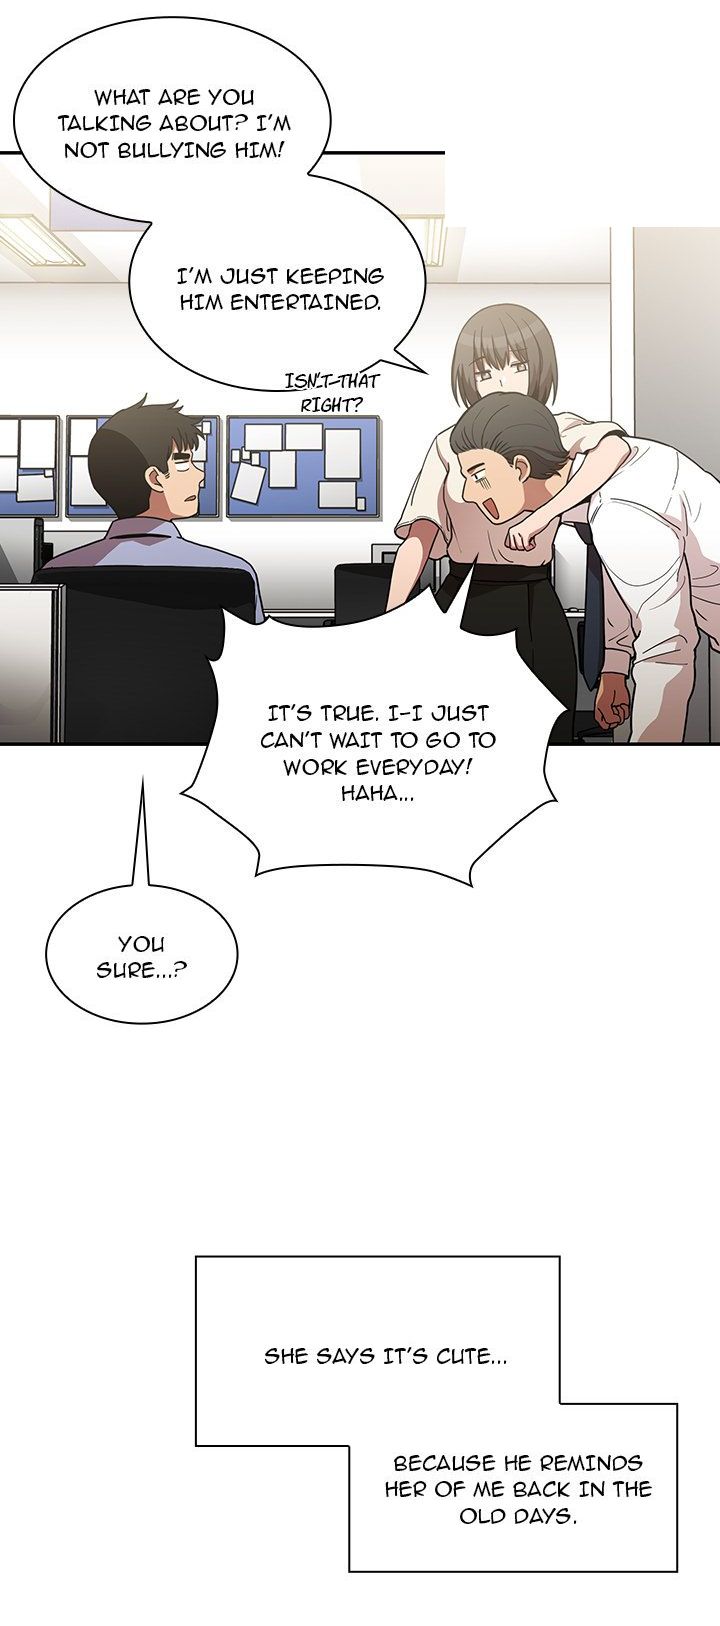 WHAT ARE YOU
TALKING ABOUT? I'M
NOT BULLYING HIM!
I'M JUST KEEPING
HIM ENTERTAINED.
ISN'T THAT
RIGHT?
IT'S TRUE. I-I JUST
CAN'T WAIT TO GO TO
WORK EVERYDAY!
HAHA...
YOU
SURE...?
SHE SAYS IT'S CUTE...
BECAUSE HE REMINDS
HER OF ME BACK IN THE
OLD DAYS.